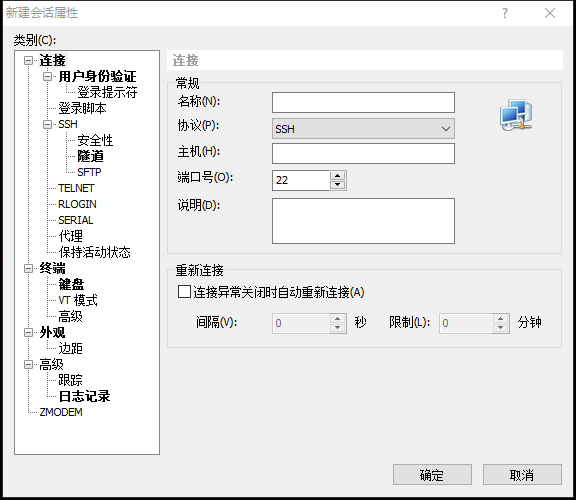 新建会话属性
类别(C):
连接
用户身份验证
登录提示符
登录脚本
SSH
安全性
隧道
SFTP
TELNET
RLOGIN
SERIAL
代理
保持活动状态
终端
键盘
VT 模式
高级
外观
边距
高级
跟踪
日志记录
ZMODEM
连接
常规
名称(N):
协议(P): SSH
主机(H):
端口号(O): 22
说明(D):
重新连接
连接异常关闭时自动重新连接(A)
间隔(V): 0 秒 限制(L): 0 分钟
确定 取消